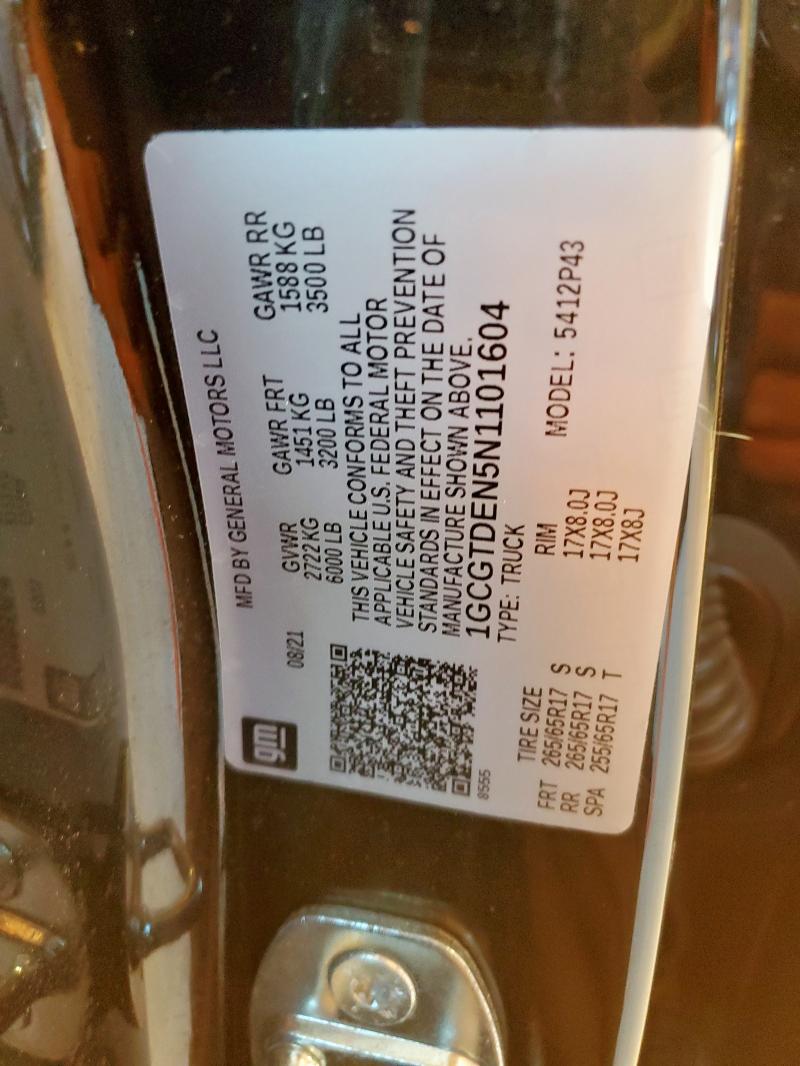 gm
MFD BY GENERAL MOTORS LLC
08/21
GVWR GAWR FRT GAWR RR
2722 KG 1451 KG 1588 KG
6000 LB 3200 LB 3500 LB
THIS VEHICLE CONFORMS TO ALL
APPLICABLE U.S. FEDERAL MOTOR
VEHICLE SAFETY AND THEFT PREVENTION
STANDARDS IN EFFECT ON THE DATE OF
MANUFACTURE SHOWN ABOVE.
1GCGTDEN5N1101604
8555
TYPE: TRUCK
TIRE SIZE RIM MODEL: 5412P43
FRT 265/65R17 S 17X8.0J
RR 265/65R17 S 17X8.0J
SPA 255/65R17 T 17X8J